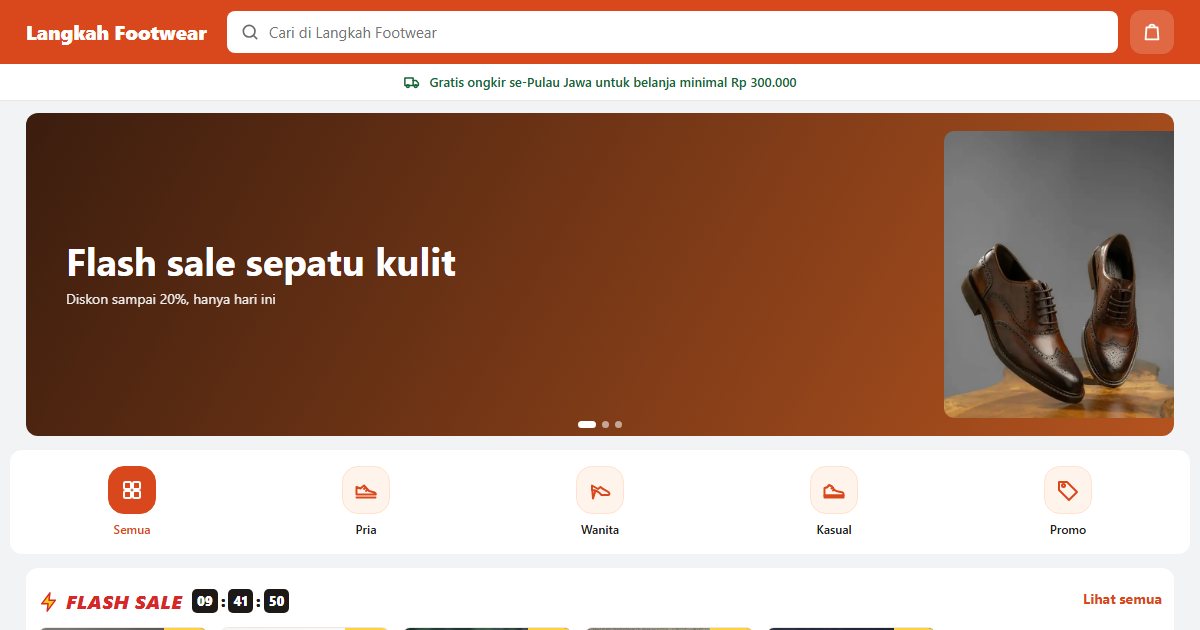 Langkah Footwear
Cari di Langkah Footwear
Gratis ongkir se-Pulau Jawa untuk belanja minimal Rp 300.000
Flash sale sepatu kulit
Diskon sampai 20%, hanya hari ini
Semua
Pria
Wanita
Kasual
Promo
FLASH SALE 09 : 41 : 50
Lihat semua